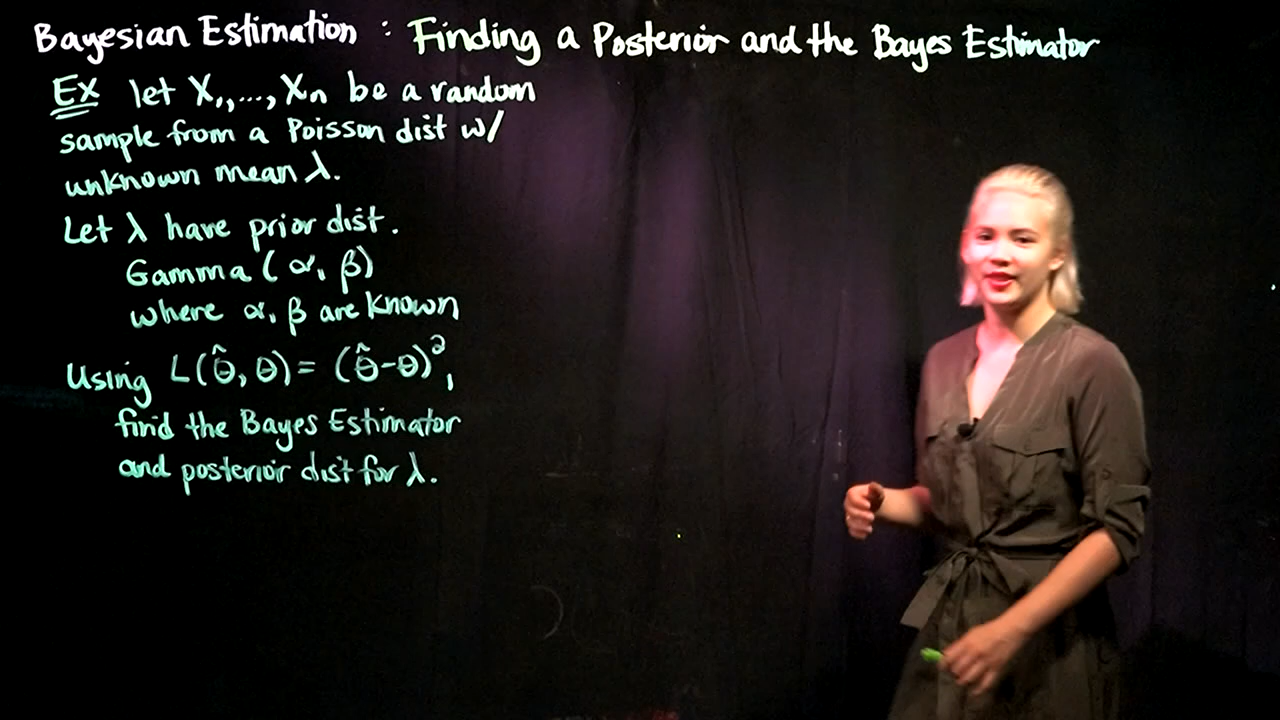 Bayesian Estimation : Finding a Posterior and the Bayes Estimator
Ex let X₁,..., Xₙ be a random
sample from a Poisson dist w/
unknown mean λ.
Let λ have prior dist.
Gamma (α, β)
where α, β are known
Using L(θ̂, θ) = (θ̂-θ)²,
find the Bayes Estimator
and posterior dist for λ.